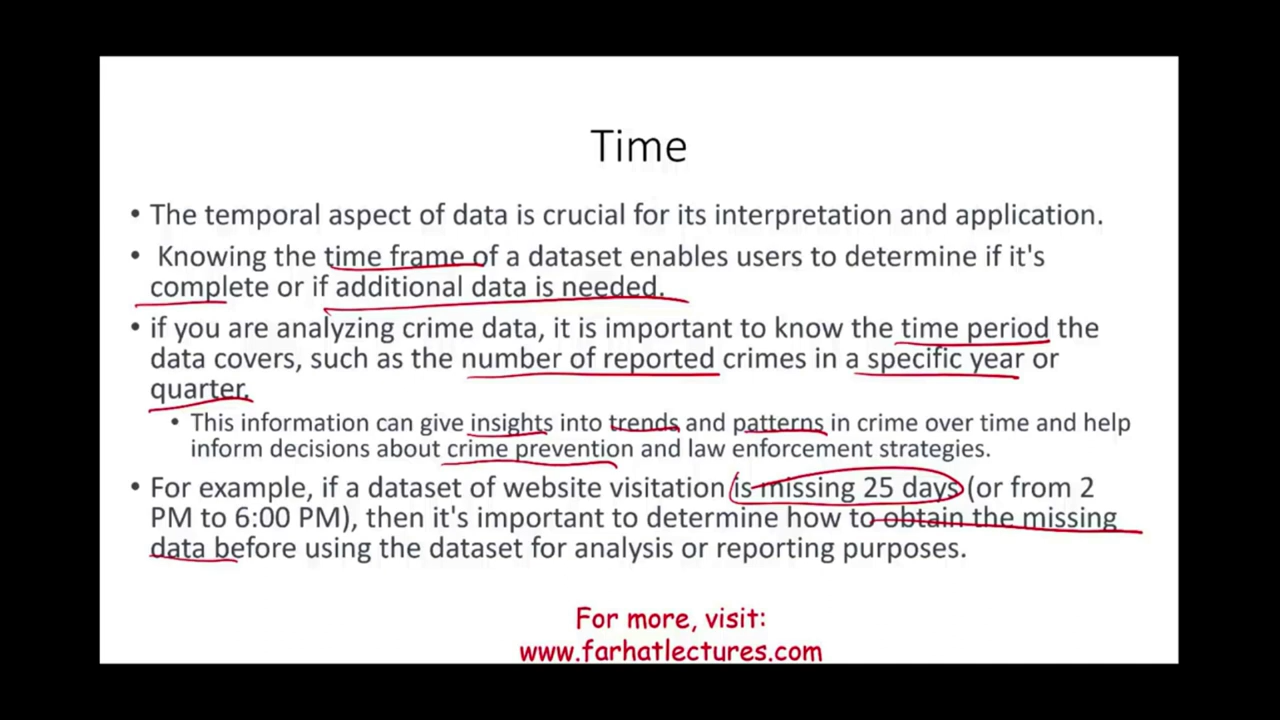 Time
• The temporal aspect of data is crucial for its interpretation and application.
• Knowing the time frame of a dataset enables users to determine if it's
complete or if additional data is needed.
• if you are analyzing crime data, it is important to know the time period the
data covers, such as the number of reported crimes in a specific year or
quarter.
• This information can give insights into trends and patterns in crime over time and help
inform decisions about crime prevention and law enforcement strategies.
• For example, if a dataset of website visitation is missing 25 days (or from 2
PM to 6:00 PM), then it's important to determine how to obtain the missing
data before using the dataset for analysis or reporting purposes.
For more, visit:
www.farhatlectures.com